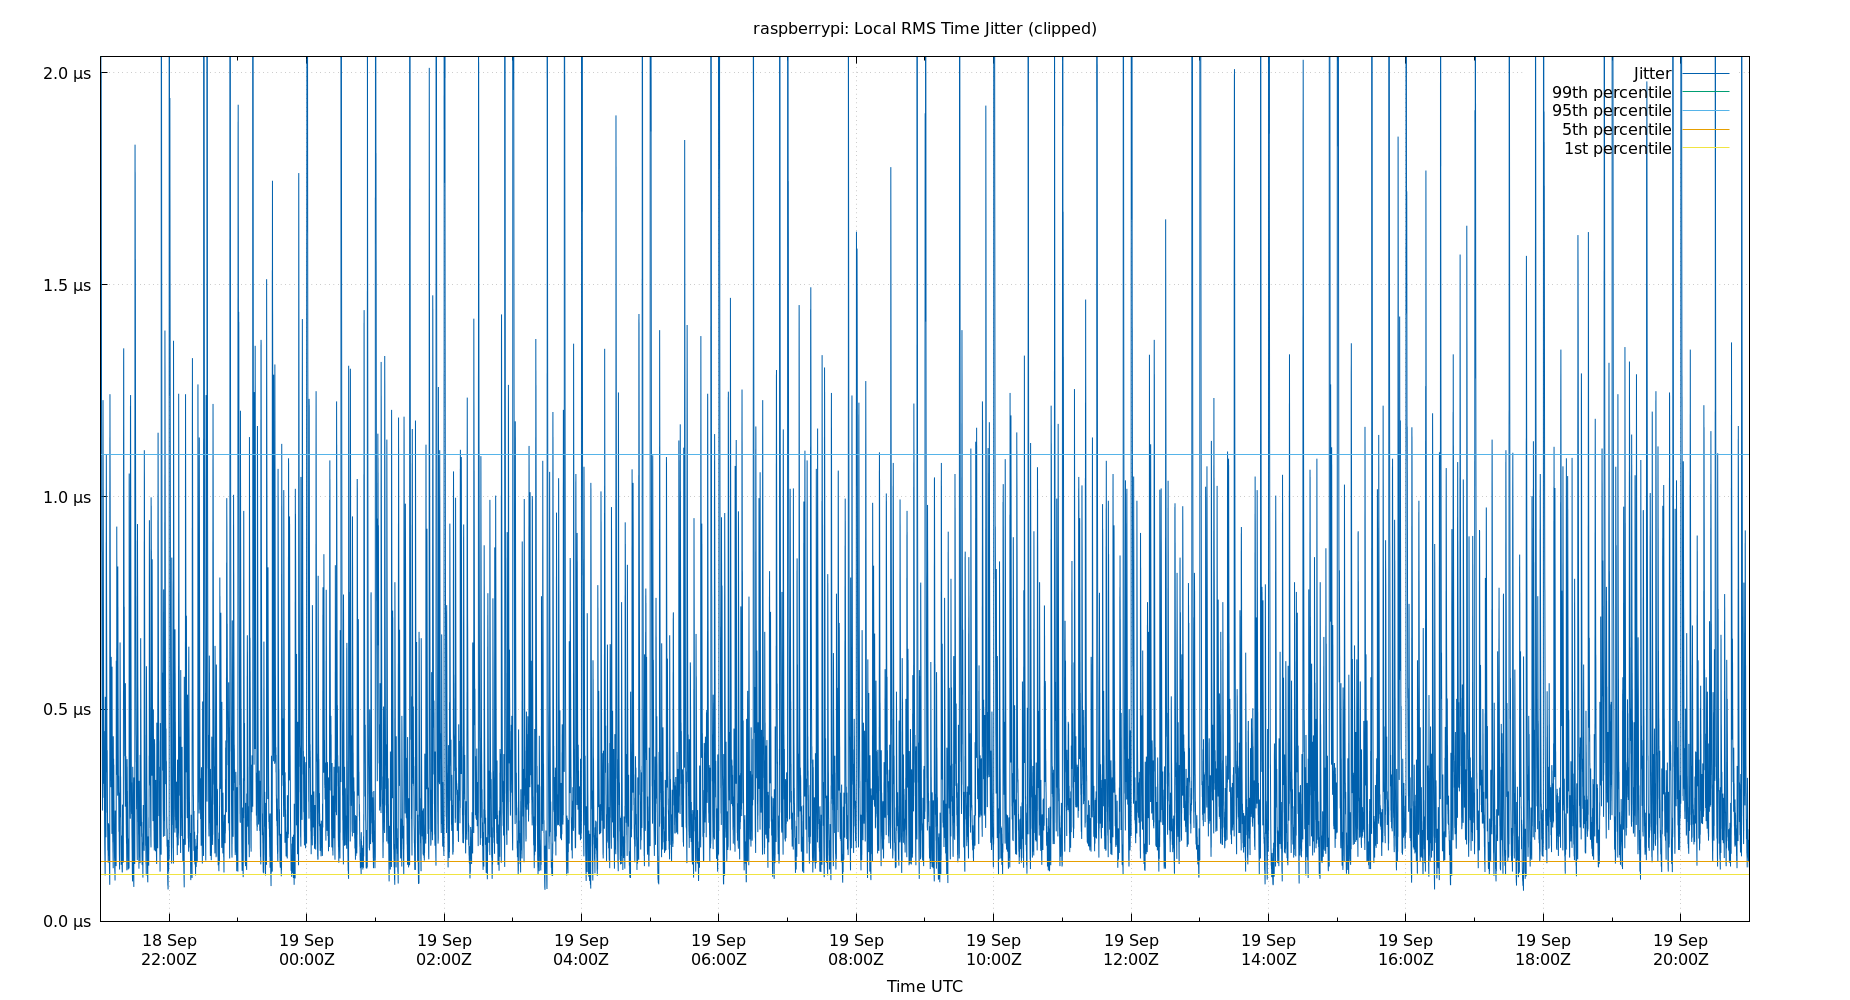 raspberrypi: Local RMS Time Jitter (clipped)
2.0 µs
1.5 µs
1.0 µs
0.5 µs
0.0 µs
Jitter
99th percentile
95th percentile
5th percentile
1st percentile
18 Sep 19 Sep 19 Sep 19 Sep 19 Sep 19 Sep 19 Sep 19 Sep 19 Sep 19 Sep 19 Sep 19 Sep
22:00Z 00:00Z 02:00Z 04:00Z 06:00Z 08:00Z 10:00Z 12:00Z 14:00Z 16:00Z 18:00Z 20:00Z
Time UTC